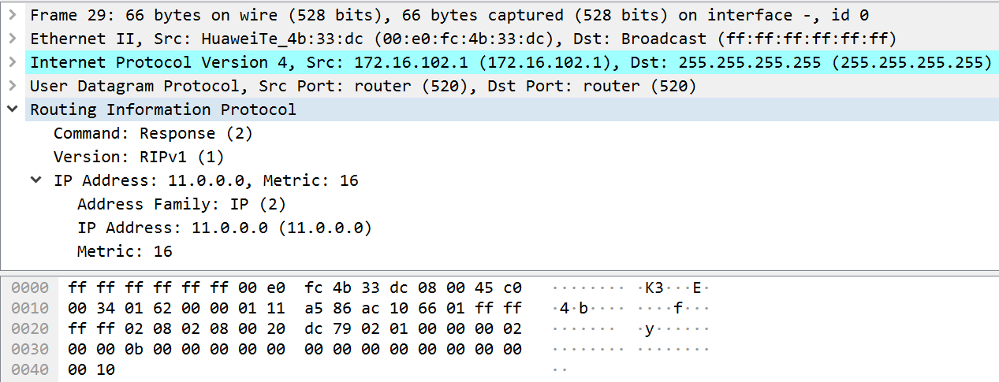 Frame 29: 66 bytes on wire (528 bits), 66 bytes captured (528 bits) on interface -, id 0
Ethernet II, Src: HuaweiTe_4b:33:dc (00:e0:fc:4b:33:dc), Dst: Broadcast (ff:ff:ff:ff:ff:ff)
Internet Protocol Version 4, Src: 172.16.102.1 (172.16.102.1), Dst: 255.255.255.255 (255.255.255.255)
User Datagram Protocol, Src Port: router (520), Dst Port: router (520)
Routing Information Protocol
Command: Response (2)
Version: RIPv1 (1)
IP Address: 11.0.0.0, Metric: 16
Address Family: IP (2)
IP Address: 11.0.0.0 (11.0.0.0)
Metric: 16
0000 ff ff ff ff ff ff 00 e0 fc 4b 33 dc 08 00 45 c0 ········ ·K3···E·
0010 00 34 01 62 00 00 01 11 a5 86 ac 10 66 01 ff ff ·4·b···· ····f···
0020 ff ff 02 08 02 08 00 20 dc 79 02 01 00 00 00 02 ······· ·y······
0030 00 00 0b 00 00 00 00 00 00 00 00 00 00 00 00 00 ········ ········
0040 00 10 ··